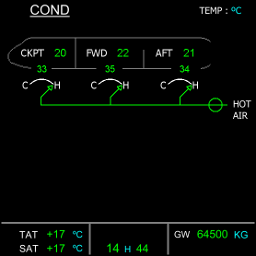 COND TEMP : °C
CKPT 20 FWD 22 AFT 21
33 35 34
C H C H C H
HOT
AIR
TAT +17 °C GW 64500 KG
SAT +17 °C 14 H 44